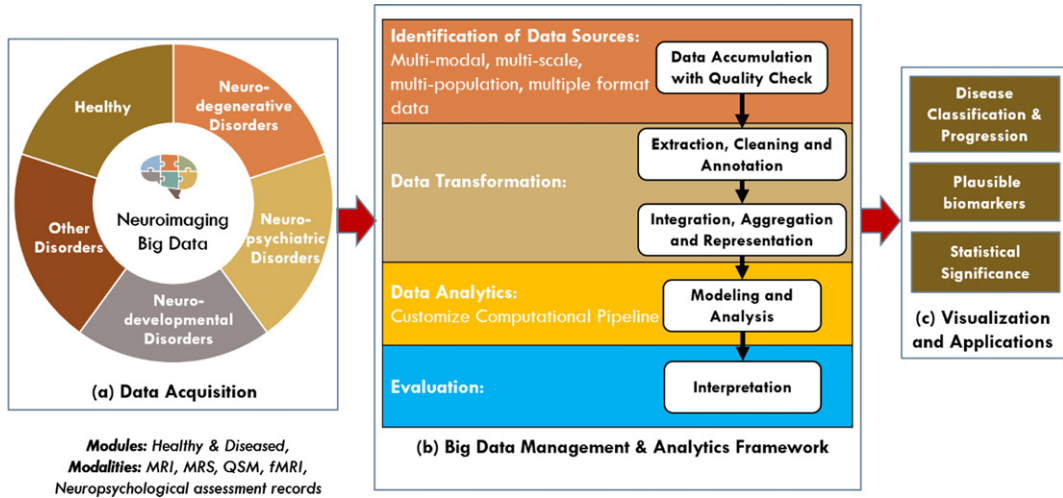 Healthy
Neuro-
degenerative
Disorders
Neuro-
psychiatric
Disorders
Neuro-
developmental
Disorders
Other
Disorders
Neuroimaging
Big Data
(a) Data Acquisition
Modules: Healthy & Diseased,
Modalities: MRI, MRS, QSM, fMRI,
Neuropsychological assessment records
Identification of Data Sources:
Multi-modal, multi-scale,
multi-population, multiple format
data
Data Accumulation
with Quality Check
Data Transformation:
Extraction, Cleaning and
Annotation
Integration, Aggregation
and Representation
Data Analytics:
Customize Computational Pipeline
Modeling and
Analysis
Evaluation:
Interpretation
(b) Big Data Management & Analytics Framework
Disease
Classification &
Progression
Plausible
biomarkers
Statistical
Significance
(c) Visualization
and Applications